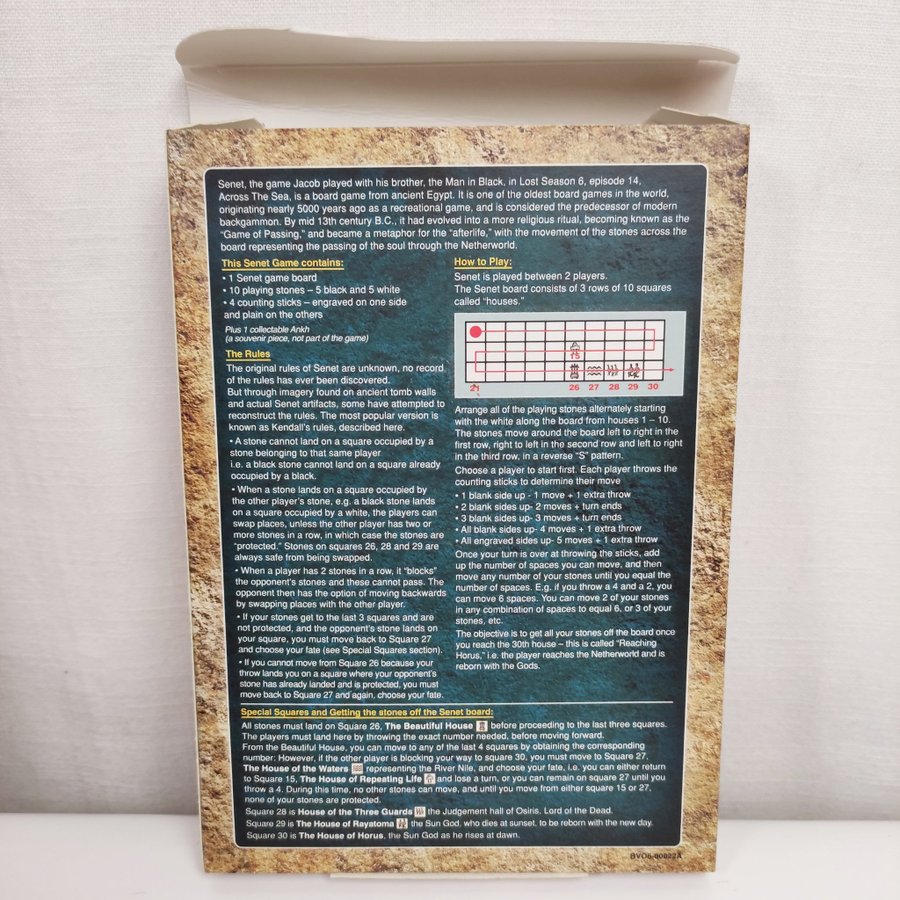 Senet, the game Jacob played with his brother, the Man in Black, in Lost Season 6, episode 14,
Across The Sea, is a board game from ancient Egypt. It is one of the oldest board games in the world,
originating nearly 5000 years ago as a recreational game, and is considered the predecessor of modern
backgammon. By mid 13th century B.C., it had evolved into a more religious ritual, becoming known as the
"Game of Passing," and became a metaphor for the "afterlife," with the movement of the stones across the
board representing the passing of the soul through the Netherworld.
This Senet Game contains:
• 1 Senet game board
• 10 playing stones – 5 black and 5 white
• 4 counting sticks – engraved on one side
and plain on the others
Plus 1 collectable Ankh
(a souvenir piece, not part of the game)
The Rules
The original rules of Senet are unknown, no record
of the rules has ever been discovered.
But through imagery found on ancient tomb walls
and actual Senet artifacts, some have attempted to
reconstruct the rules. The most popular version is
known as Kendall's rules, described here.
• A stone cannot land on a square occupied by a
stone belonging to that same player
i.e. a black stone cannot land on a square already
occupied by a black.
• When a stone lands on a square occupied by
the other player's stone, e.g. a black stone lands
on a square occupied by a white, the players can
swap places, unless the other player has two or
more stones in a row, in which case the stones are
"protected." Stones on squares 26, 28 and 29 are
always safe from being swapped.
• When a player has 2 stones in a row, it "blocks"
the opponent's stones and these cannot pass. The
opponent then has the option of moving backwards
by swapping places with the other player.
• If your stones get to the last 3 squares and are
not protected, and the opponent's stone lands on
your square, you must move back to Square 27
and choose your fate (see Special Squares section).
• If you cannot move from Square 26 because your
throw lands you on a square where your opponent's
stone has already landed and is protected, you must
move back to Square 27 and again, choose your fate.
How to Play:
Senet is played between 2 players.
The Senet board consists of 3 rows of 10 squares
called "houses."
15
21 26 27 28 29 30
Arrange all of the playing stones alternately starting
with the white along the board from houses 1 – 10.
The stones move around the board left to right in the
first row, right to left in the second row and left to right
in the third row, in a reverse "S" pattern.
Choose a player to start first. Each player throws the
counting sticks to determine their move
• 1 blank side up- 1 move + 1 extra throw
• 2 blank sides up- 2 moves + turn ends
• 3 blank sides up- 3 moves + turn ends
• All blank sides up- 4 moves + 1 extra throw
• All engraved sides up- 5 moves + 1 extra throw
Once your turn is over at throwing the sticks, add
up the number of spaces you can move, and then
move any number of your stones until you equal the
number of spaces. E.g. if you throw a 4 and a 2, you
can move 6 spaces. You can move 2 of your stones
in any combination of spaces to equal 6, or 3 of your
stones, etc.
The objective is to get all your stones off the board once
you reach the 30th house – this is called "Reaching
Horus," i.e. the player reaches the Netherworld and is
reborn with the Gods.
Special Squares and Getting the stones off the Senet board:
All stones must land on Square 26, The Beautiful House before proceeding to the last three squares.
The players must land here by throwing the exact number needed, before moving forward.
From the Beautiful House, you can move to any of the last 4 squares by obtaining the corresponding
number: However, if the other player is blocking your way to square 30, you must move to Square 27,
The House of the Waters representing the River Nile, and choose your fate, i.e. you can either return
to Square 15, The House of Repeating Life and lose a turn, or you can remain on square 27 until you
throw a 4. During this time, no other stones can move, and until you move from either square 15 or 27,
none of your stones are protected.
Square 28 is House of the Three Guards the Judgement hall of Osiris. Lord of the Dead.
Square 29 is The House of Rayatoma the Sun God, who dies at sunset, to be reborn with the new day.
Square 30 is The House of Horus, the Sun God as he rises at dawn.
BVOS-00022A